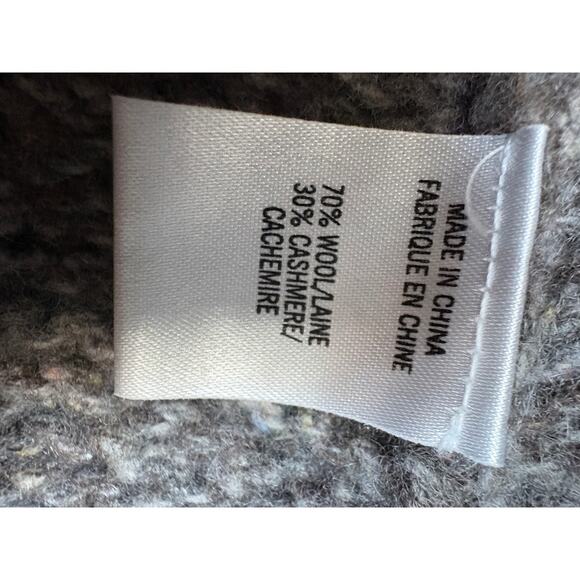 MADE IN CHINA
FABRIQUE EN CHINE
70% WOOL/LAINE
30% CASHMERE/
CACHEMIRE